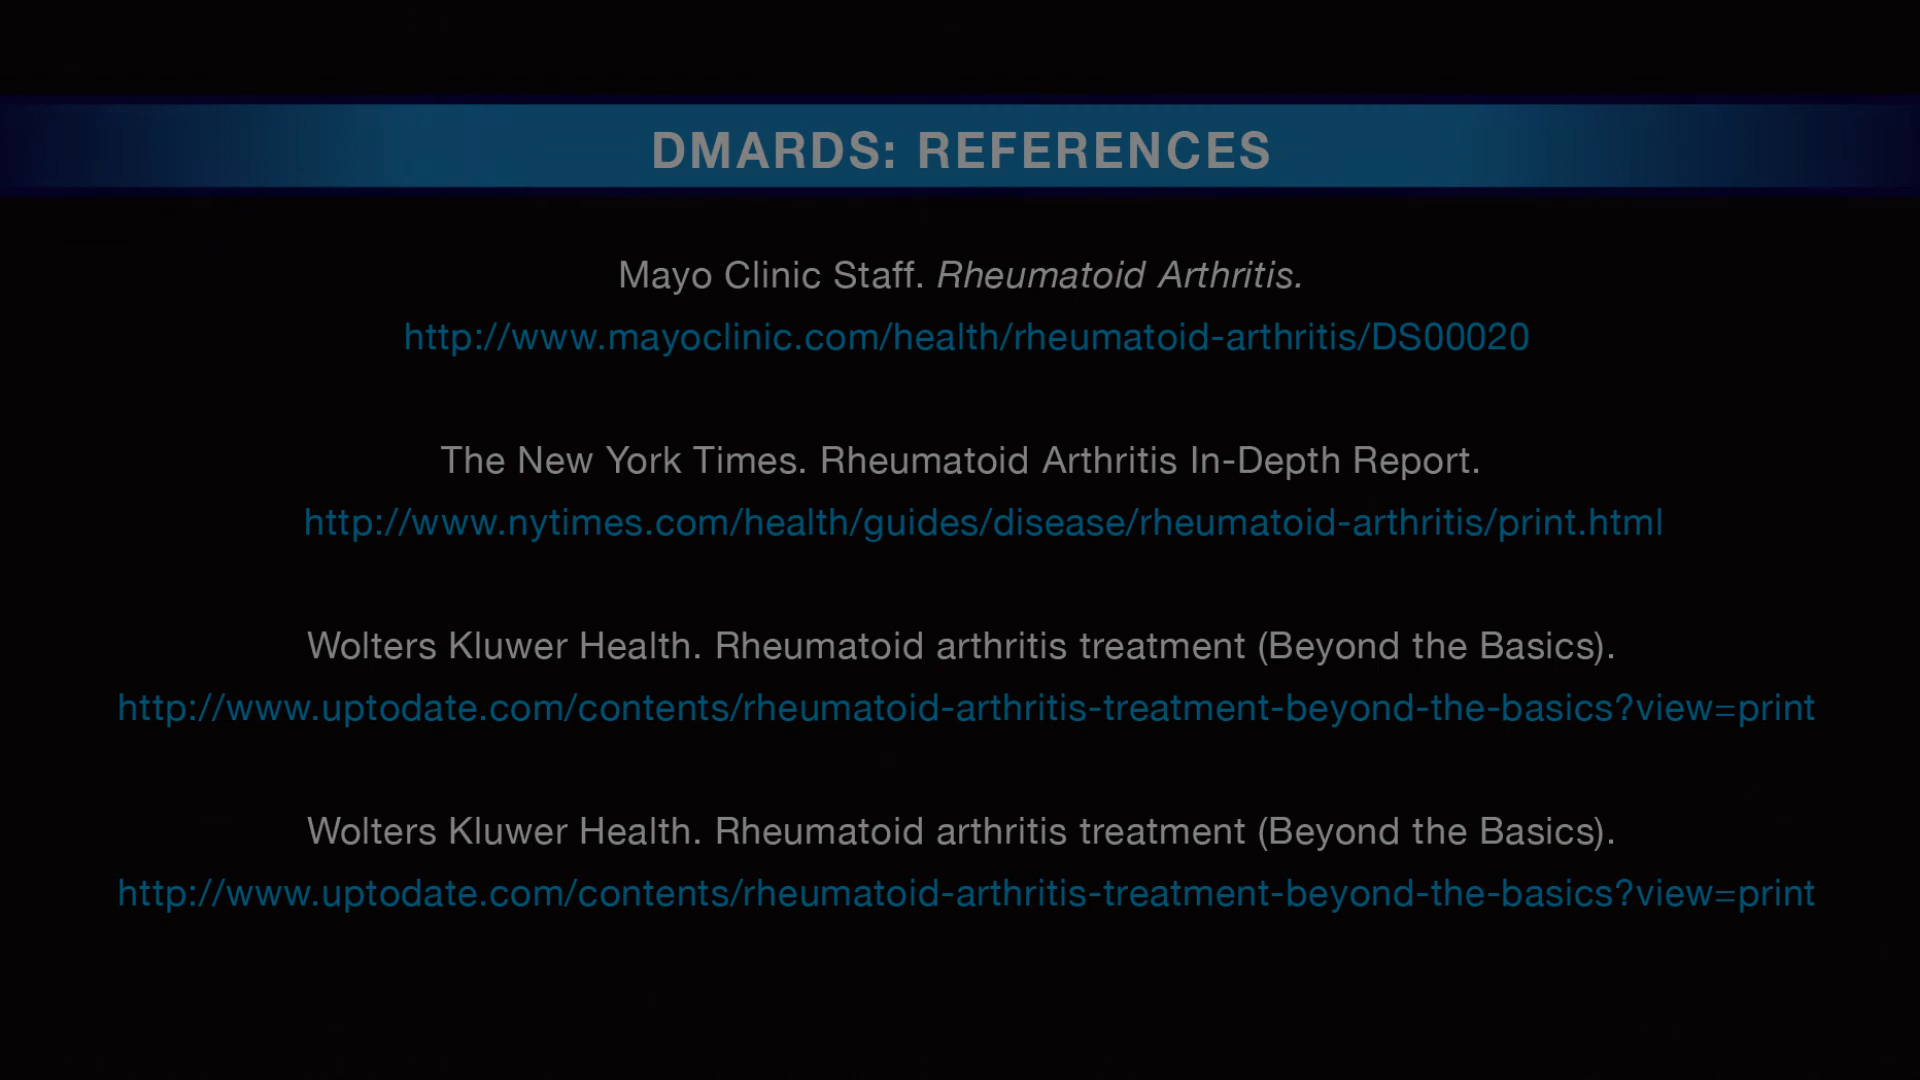 DMARDS: REFERENCES
Mayo Clinic Staff. Rheumatoid Arthritis.
http://www.mayoclinic.com/health/rheumatoid-arthritis/DS00020
The New York Times. Rheumatoid Arthritis In-Depth Report.
http://www.nytimes.com/health/guides/disease/rheumatoid-arthritis/print.html
Wolters Kluwer Health. Rheumatoid arthritis treatment (Beyond the Basics).
http://www.uptodate.com/contents/rheumatoid-arthritis-treatment-beyond-the-basics?view=print
Wolters Kluwer Health. Rheumatoid arthritis treatment (Beyond the Basics).
http://www.uptodate.com/contents/rheumatoid-arthritis-treatment-beyond-the-basics?view=print